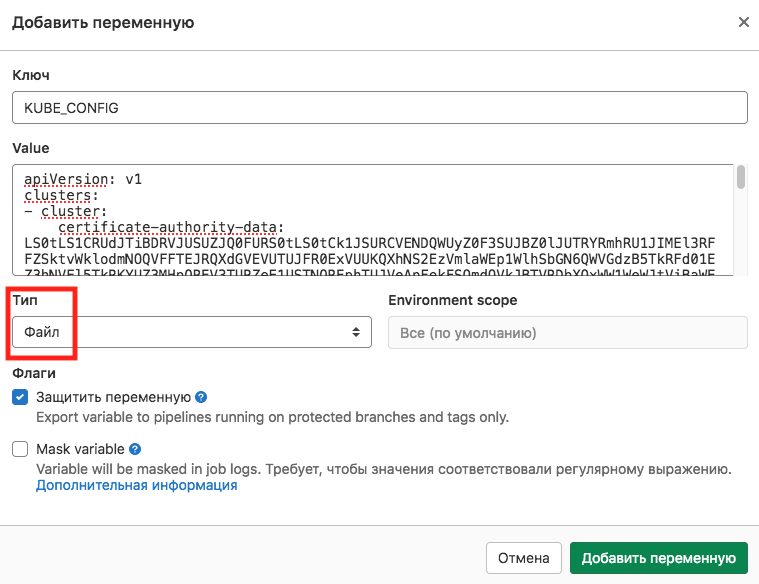 Добавить переменную
Ключ
KUBE_CONFIG
Value
apiVersion: v1
clusters:
- cluster:
certificate-authority-data:
LS0tLS1CRUdJTiBDRVJUSUZJQ0FURS0tLS0tCk1JSURCVENDQWUyZ0F3SUJBZ0lJUTRYRmhRU1JIMEl3RF
FZSktvWklodmNOQVFFTEJRQXdGVEVUTUJFR0ExVUUKQXhNS2EzVmlaWEp1WlhSbGN6QWVGdzB5TkRFd01E
Тип
Environment scope
Файл
Все (по умолчанию)
Флаги
Защитить переменную
Export variable to pipelines running on protected branches and tags only.
Mask variable
Variable will be masked in job logs. Требует, чтобы значения соответствовали регулярному выражению.
Дополнительная информация
Отмена
Добавить переменную